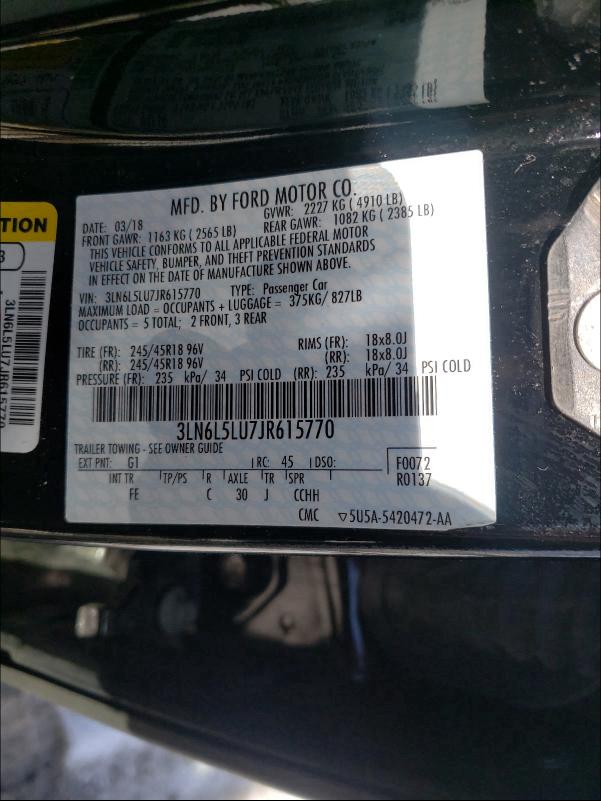 MFD. BY FORD MOTOR CO.
DATE: 03/18 GVWR: 2227 KG ( 4910 LB)
FRONT GAWR: 1163 KG ( 2565 LB) REAR GAWR: 1082 KG ( 2385 LB)
THIS VEHICLE CONFORMS TO ALL APPLICABLE FEDERAL MOTOR
VEHICLE SAFETY, BUMPER, AND THEFT PREVENTION STANDARDS
IN EFFECT ON THE DATE OF MANUFACTURE SHOWN ABOVE.
VIN: 3LN6L5LU7JR615770 TYPE: Passenger Car
MAXIMUM LOAD = OCCUPANTS + LUGGAGE = 375KG/ 827LB
OCCUPANTS = 5 TOTAL; 2 FRONT, 3 REAR
TIRE (FR): 245/45R18 96V RIMS (FR): 18x8.0J
(RR): 245/45R18 96V (RR): 18x8.0J
PRESSURE (FR): 235 kPa/ 34 PSI COLD (RR): 235 kPa/ 34 PSI COLD
3LN6L5LU7JR615770
TRAILER TOWING - SEE OWNER GUIDE
EXT PNT: G1 RC: 45 DSO: F0072
INT TR TP/PS R AXLE TR SPR R0137
FE C 30 J CCHH
CMC ▽5U5A-5420472-AA
TION
3LN6L5LU7JR615770